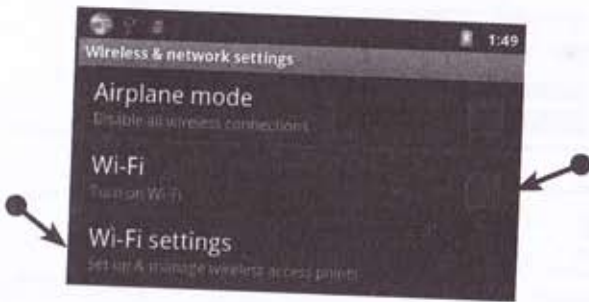 1:49
Wireless & network settings
Airplane mode
Disable all wireless connections
Wi-Fi
Turn on Wi-Fi
Wi-Fi settings
Set up & manage wireless access points